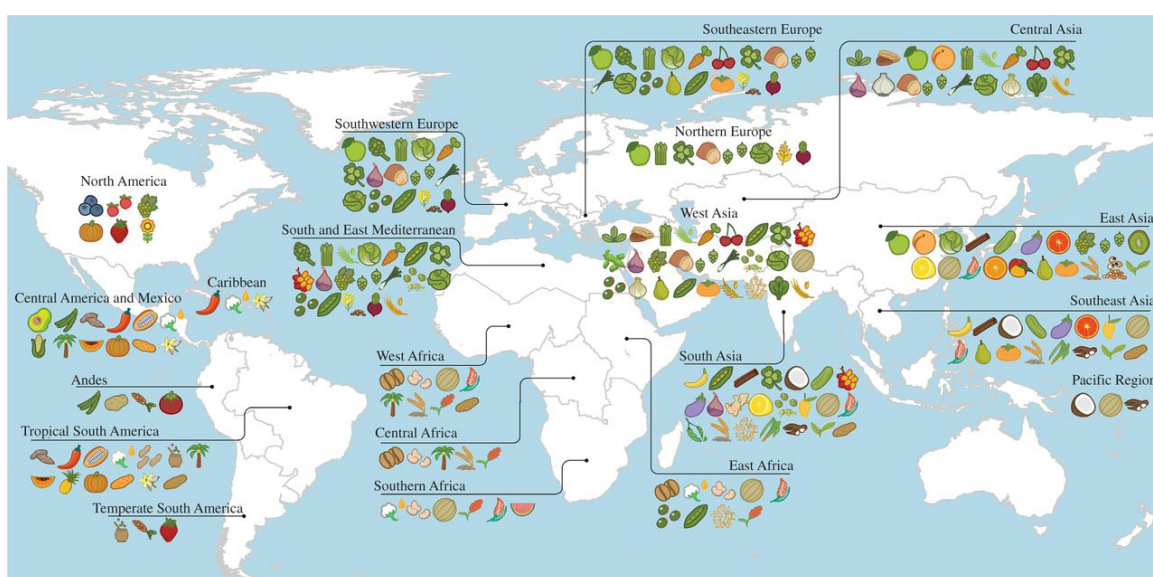 Southeastern Europe
Central Asia
Southwestern Europe
Northern Europe
North America
West Asia
East Asia
South and East Mediterranean
Caribbean
Central America and Mexico
Southeast Asia
West Africa
South Asia
Andes
Pacific Region
Tropical South America
Central Africa
East Africa
Southern Africa
Temperate South America